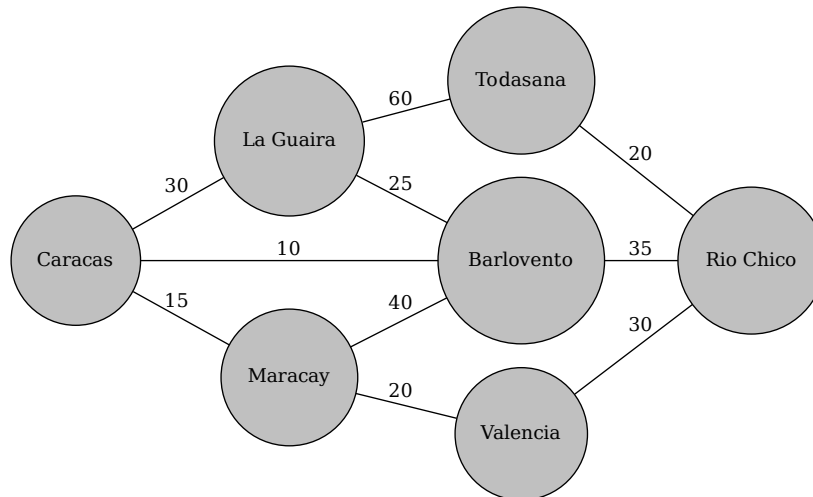 Todasana
60
La Guaira
20
30
25
Caracas
10
Barlovento
35
Rio Chico
15
40
30
Maracay
20
Valencia